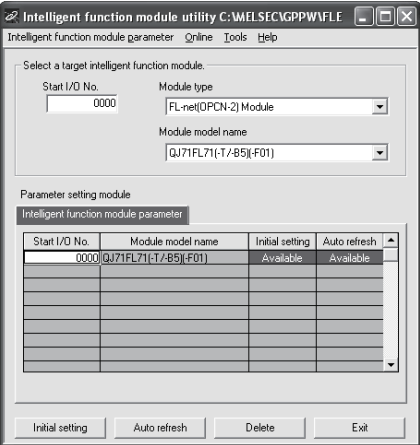 Intelligent function module utility C:\MELSEC\GPPW\FLE
Intelligent function module parameter Online Tools Help
Select a target intelligent function module.
Start I/O No. Module type
0000 FL-net(OPCN-2) Module
Module model name
QJ71FL71(-T/-B5)(-F01)
Parameter setting module
Intelligent function module parameter
Start I/O No. Module model name Initial setting Auto refresh
0000 QJ71FL71(-T/-B5)(-F01) Available Available
Initial setting Auto refresh Delete Exit